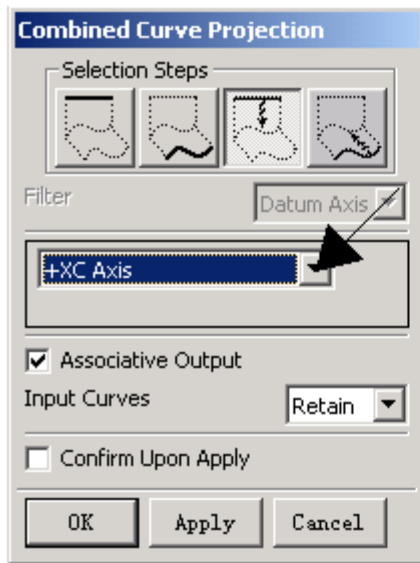 Combined Curve Projection
Selection Steps
Filter
Datum Axis
+XC Axis
Associative Output
Input Curves
Retain
Confirm Upon Apply
OK
Apply
Cancel